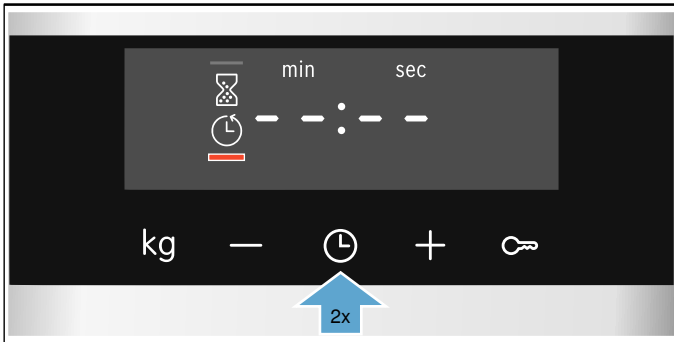 min sec
--:--
kg − +
2x